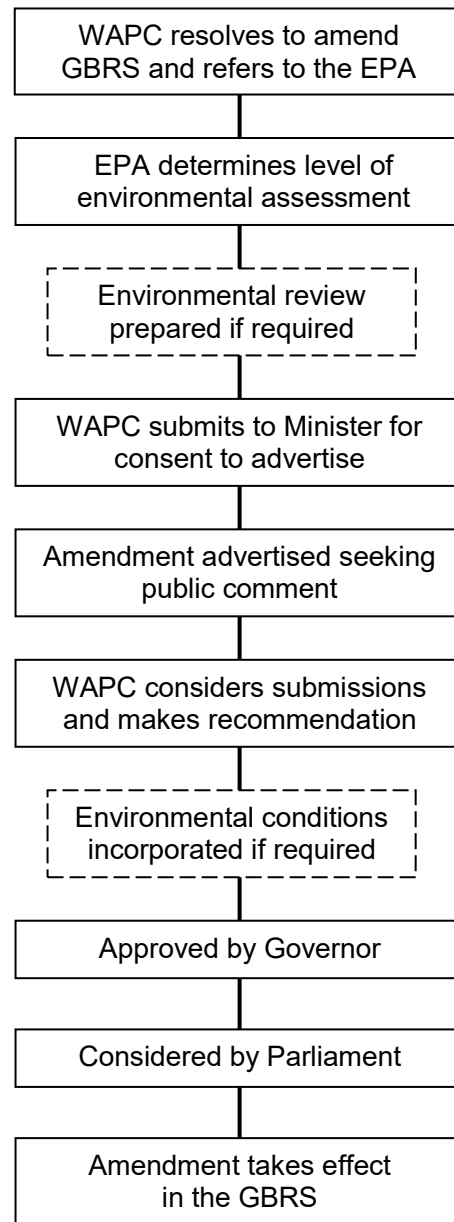 WAPC resolves to amend
GBRS and refers to the EPA
EPA determines level of
environmental assessment
Environmental review
prepared if required
WAPC submits to Minister for
consent to advertise
Amendment advertised seeking
public comment
WAPC considers submissions
and makes recommendation
Environmental conditions
incorporated if required
Approved by Governor
Considered by Parliament
Amendment takes effect
in the GBRS